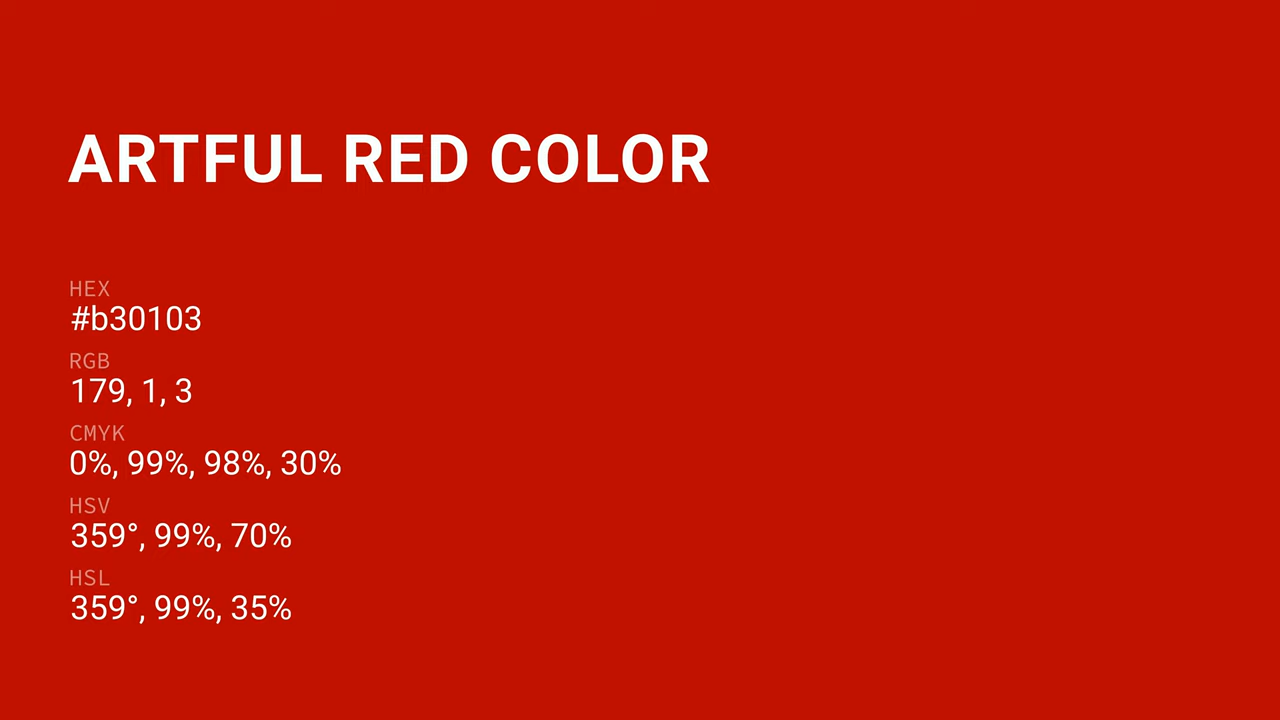 ARTFUL RED COLOR
HEX
#b30103
RGB
179, 1, 3
CMYK
0%, 99%, 98%, 30%
HSV
359°, 99%, 70%
HSL
359°, 99%, 35%